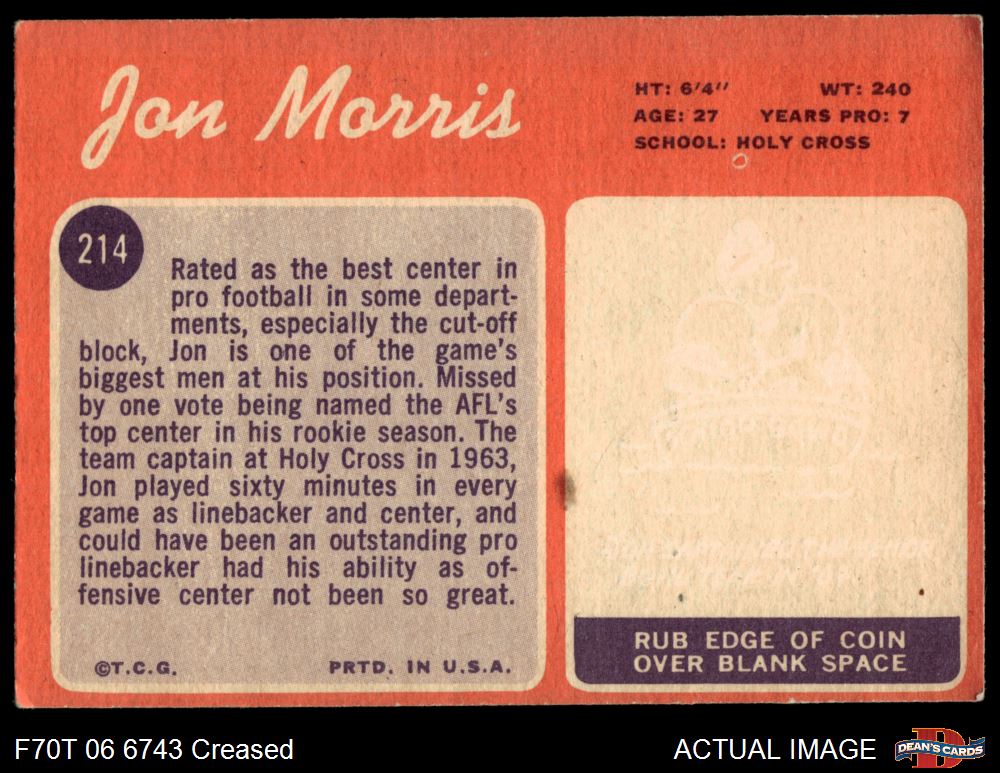 Jon Morris
HT: 6'4" WT: 240
AGE: 27 YEARS PRO: 7
SCHOOL: HOLY CROSS
214
Rated as the best center in
pro football in some depart-
ments, especially the cut-off
block, Jon is one of the game's
biggest men at his position. Missed
by one vote being named the AFL's
top center in his rookie season. The
team captain at Holy Cross in 1963,
Jon played sixty minutes in every
game as linebacker and center, and
could have been an outstanding pro
linebacker had his ability as of-
fensive center not been so great.
©T.C.G. PRTD. IN U.S.A.
RUB EDGE OF COIN
OVER BLANK SPACE
F70T 06 6743 Creased
ACTUAL IMAGE
DEAN'S CARDS